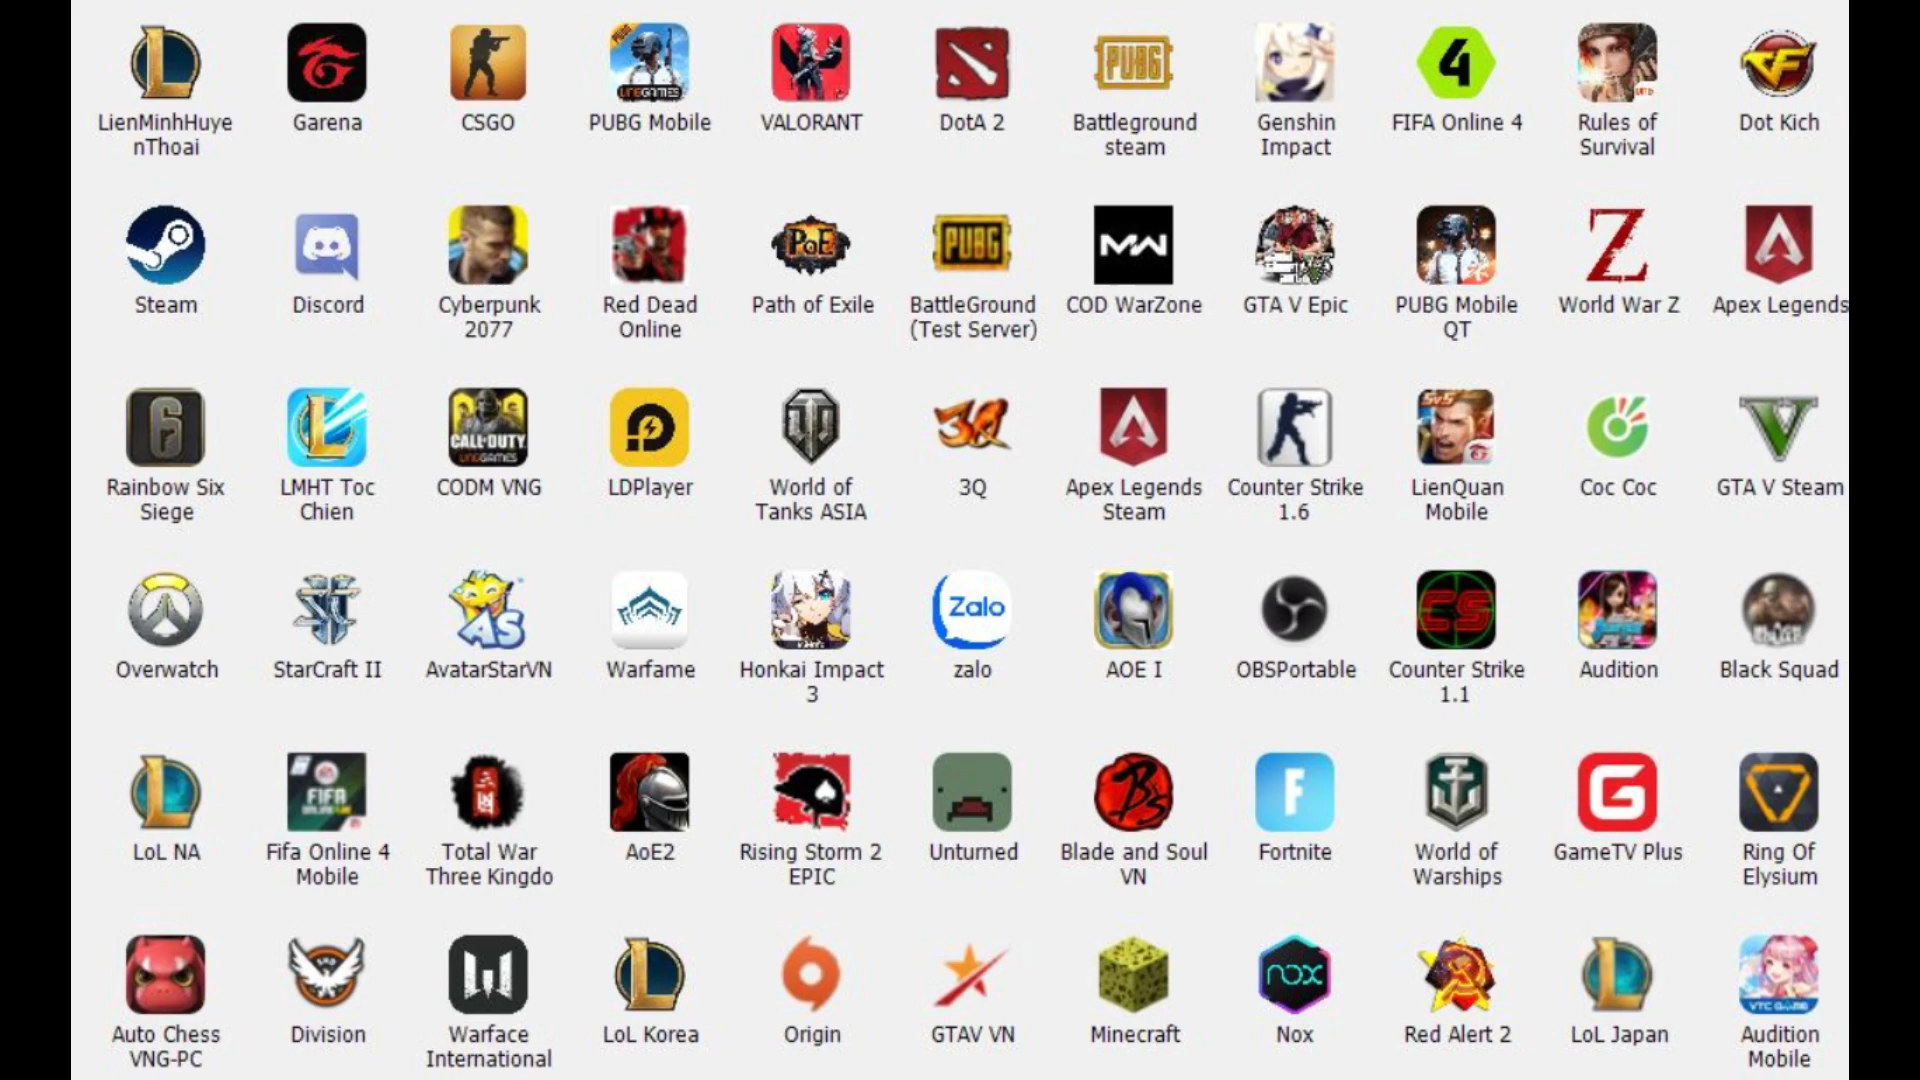 LienMinhHuye
nThoai
Garena
CSGO
PUBG Mobile
VALORANT
DotA 2
Battleground
steam
Genshin
Impact
FIFA Online 4
Rules of
Survival
Dot Kich
Steam
Discord
Cyberpunk
2077
Red Dead
Online
Path of Exile
BattleGround
(Test Server)
COD WarZone
GTA V Epic
PUBG Mobile
QT
World War Z
Apex Legends
Rainbow Six
Siege
LMHT Toc
Chien
CODM VNG
LDPlayer
World of
Tanks ASIA
3Q
Apex Legends
Steam
Counter Strike
1.6
LienQuan
Mobile
Coc Coc
GTA V Steam
Overwatch
StarCraft II
AvatarStarVN
Warfame
Honkai Impact
3
zalo
AOE I
OBSPortable
Counter Strike
1.1
Audition
Black Squad
LoL NA
Fifa Online 4
Mobile
Total War
Three Kingdo
AoE2
Rising Storm 2
EPIC
Unturned
Blade and Soul
VN
Fortnite
World of
Warships
GameTV Plus
Ring Of
Elysium
Auto Chess
VNG-PC
Division
Warface
International
LoL Korea
Origin
GTAV VN
Minecraft
Nox
Red Alert 2
LoL Japan
Audition
Mobile